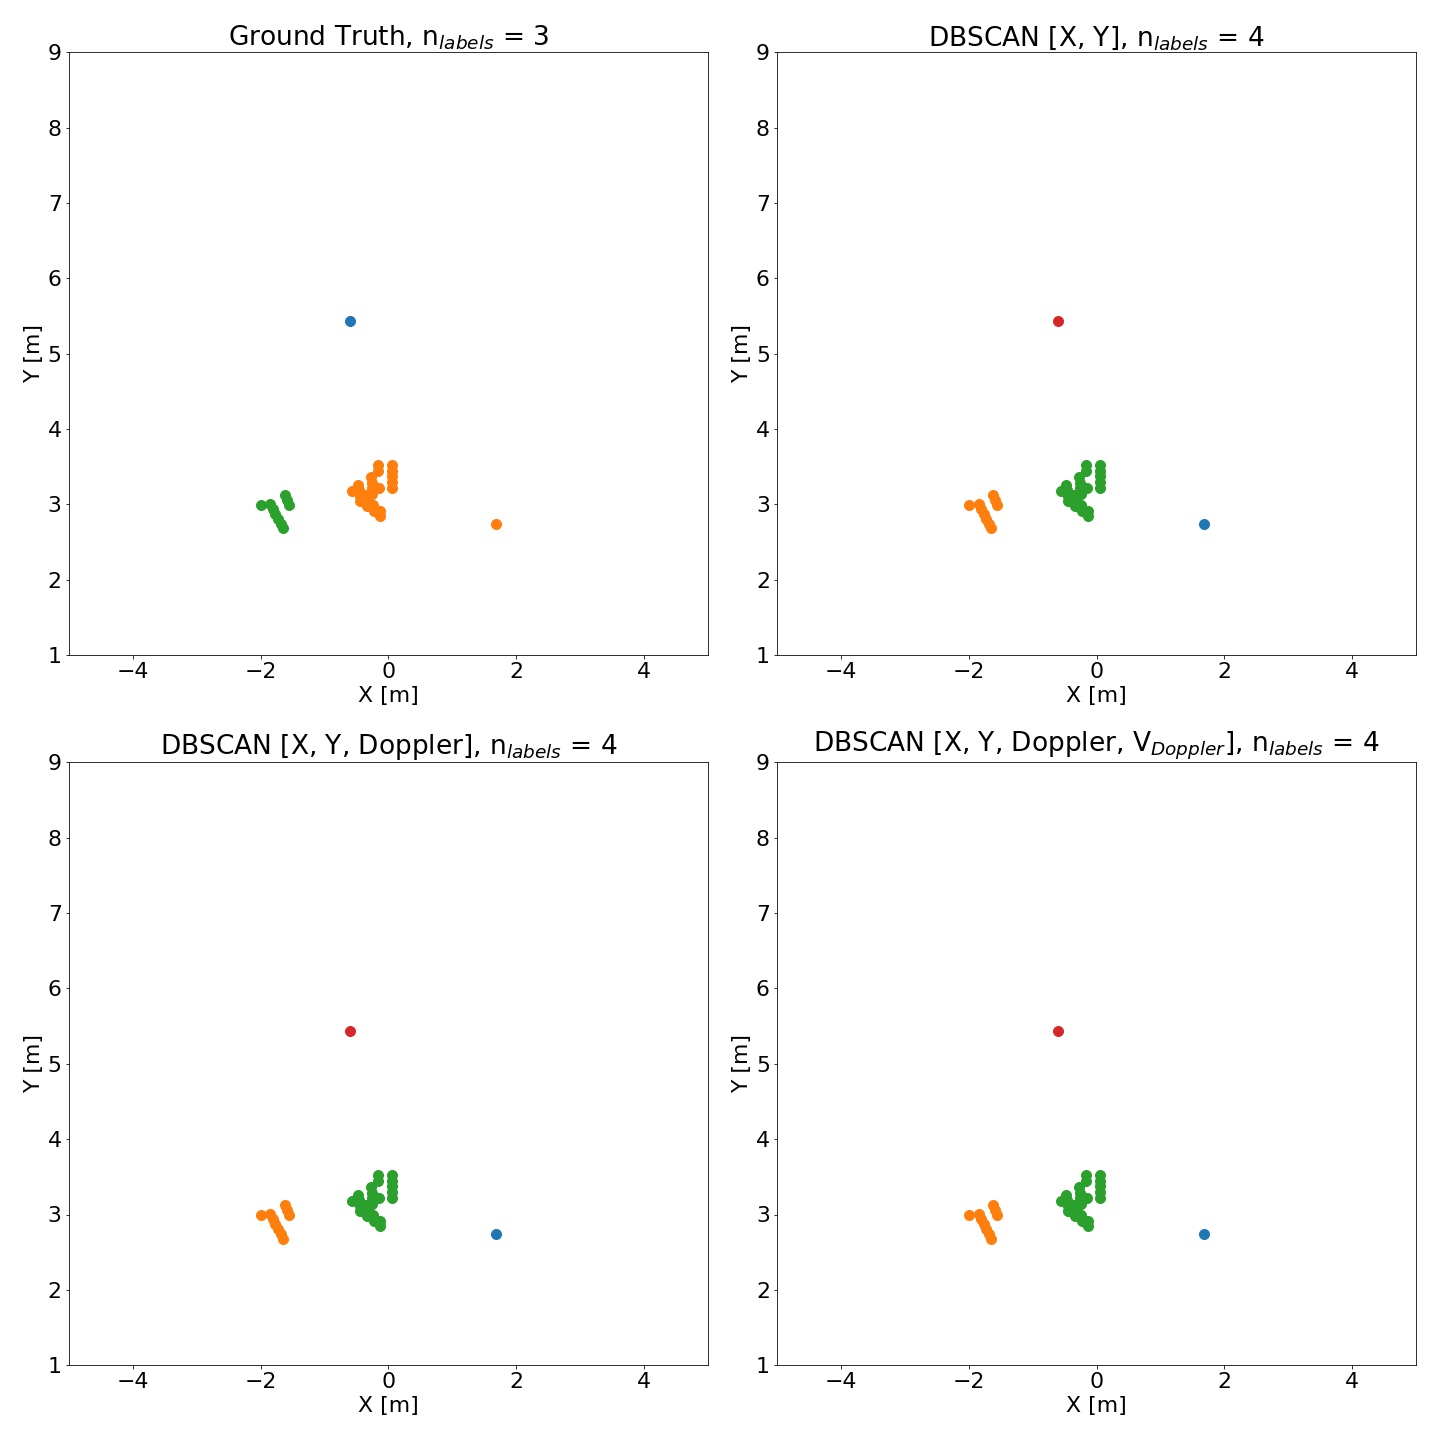 Ground Truth, n_labels = 3
9
8
7
6
5
4
3
2
1
Y [m]
−4 −2 0 2 4
X [m]
DBSCAN [X, Y], n_labels = 4
9
8
7
6
5
4
3
2
1
Y [m]
−4 −2 0 2 4
X [m]
DBSCAN [X, Y, Doppler], n_labels = 4
9
8
7
6
5
4
3
2
1
Y [m]
−4 −2 0 2 4
X [m]
DBSCAN [X, Y, Doppler, V_Doppler], n_labels = 4
9
8
7
6
5
4
3
2
1
Y [m]
−4 −2 0 2 4
X [m]